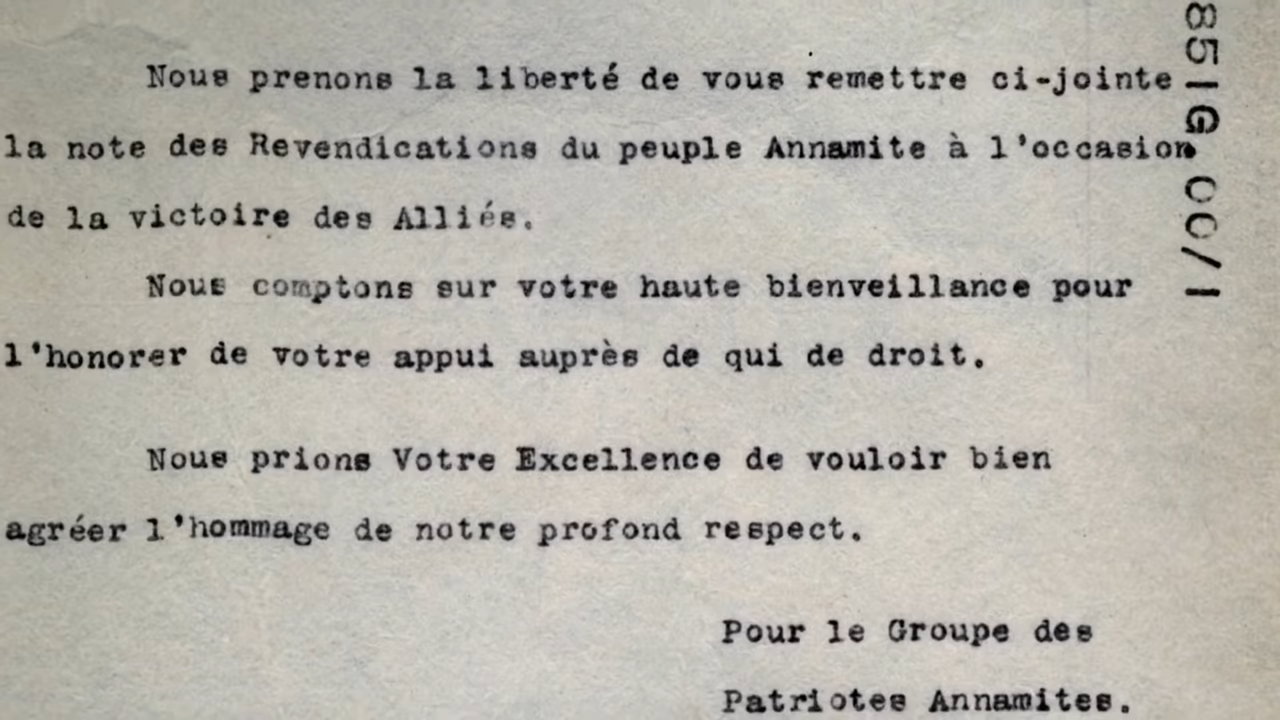 Nous prenons la liberté de vous remettre ci-jointe
la note des Revendications du peuple Annamite à l'occasion
de la victoire des Alliés.
Nous comptons sur votre haute bienveillance pour
l'honorer de votre appui auprès de qui de droit.
Nous prions Votre Excellence de vouloir bien
agréer l'hommage de notre profond respect.
Pour le Groupe des
Patriotes Annamites.
851G.00/1